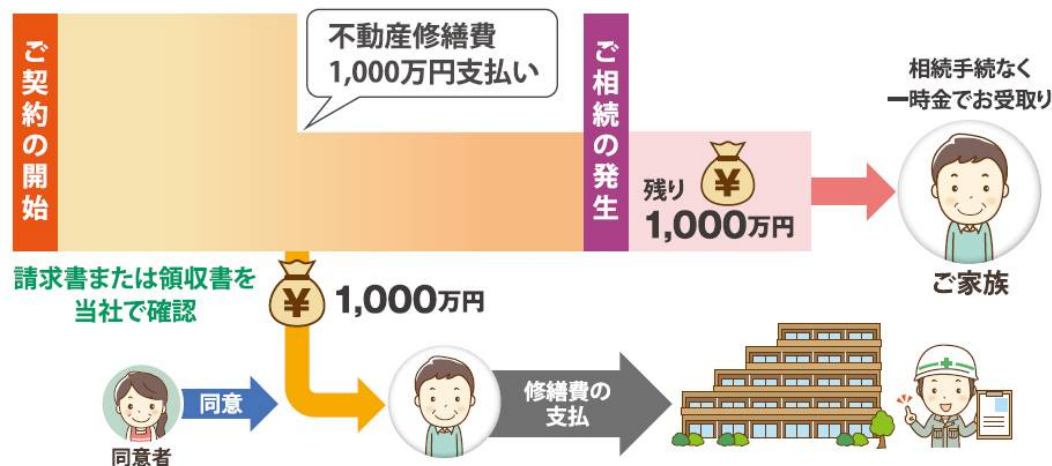 ご契約の開始
不動産修繕費
1,000万円支払い
ご相続の発生
相続手続なく
一時金でお受取り
残り
¥
1,000万円
ご家族
請求書または領収書を
当社で確認
¥
1,000万円
同意
同意者
修繕費の
支払